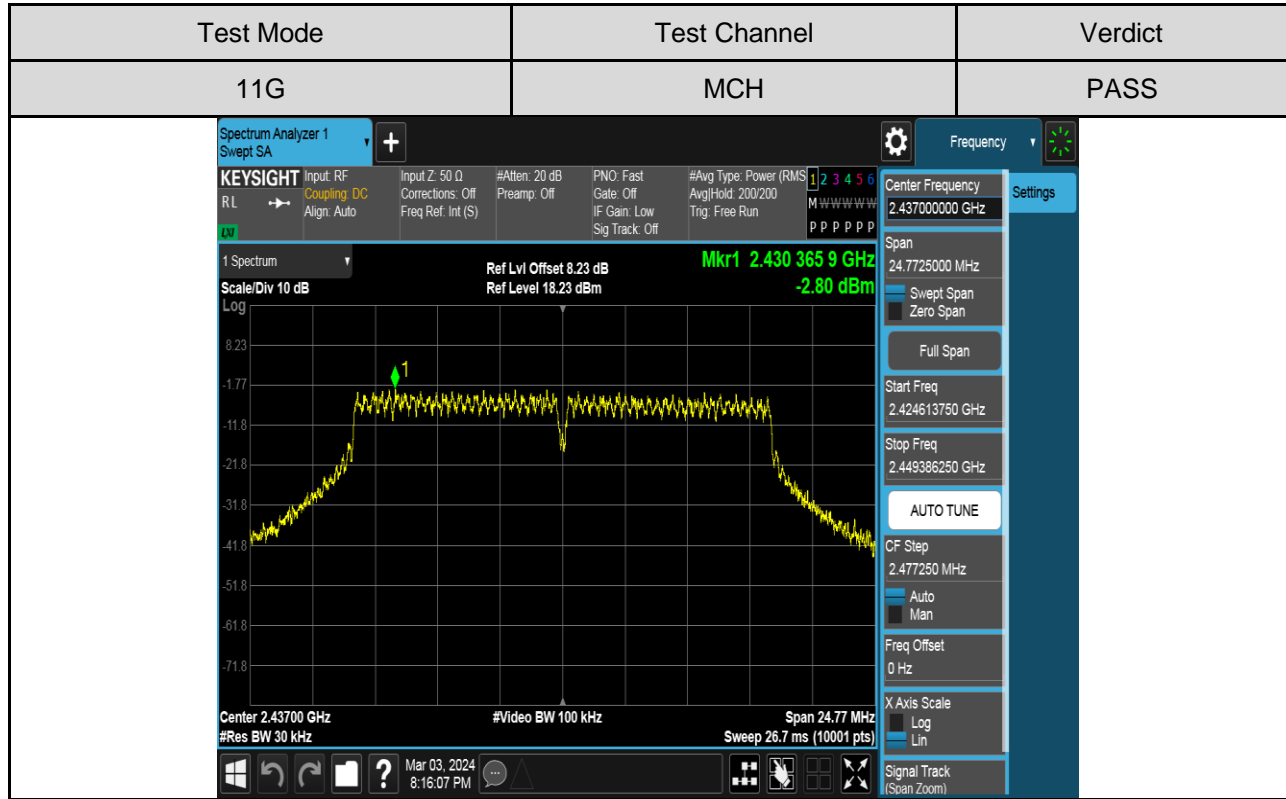 Test Mode Test Channel Verdict
11G MCH PASS
Spectrum Analyzer 1
Swept SA
+
Frequency
KEYSIGHT Input: RF Input Z: 50 Ω #Atten: 20 dB PNO: Fast #Avg Type: Power (RMS 1 2 3 4 5 6
RL Coupling: DC Corrections: Off Preamp: Off Gate: Off Avg|Hold: 200/200 M W W W W W
Align: Auto Freq Ref: Int (S) IF Gain: Low Trig: Free Run
LXI Sig Track: Off P P P P P P
1 Spectrum
Ref Lvl Offset 8.23 dB Mkr1 2.430 365 9 GHz
Scale/Div 10 dB Ref Level 18.23 dBm -2.80 dBm
Log
8.23
1
-1.77
-11.8
-21.8
-31.8
-41.8
-51.8
-61.8
-71.8
Center 2.43700 GHz #Video BW 100 kHz Span 24.77 MHz
#Res BW 30 kHz Sweep 26.7 ms (10001 pts)
?
Mar 03, 2024
8:16:07 PM
Center Frequency
2.437000000 GHz
Settings
Span
24.7725000 MHz
Swept Span
Zero Span
Full Span
Start Freq
2.424613750 GHz
Stop Freq
2.449386250 GHz
AUTO TUNE
CF Step
2.477250 MHz
Auto
Man
Freq Offset
0 Hz
X Axis Scale
Log
Lin
Signal Track
(Span Zoom)